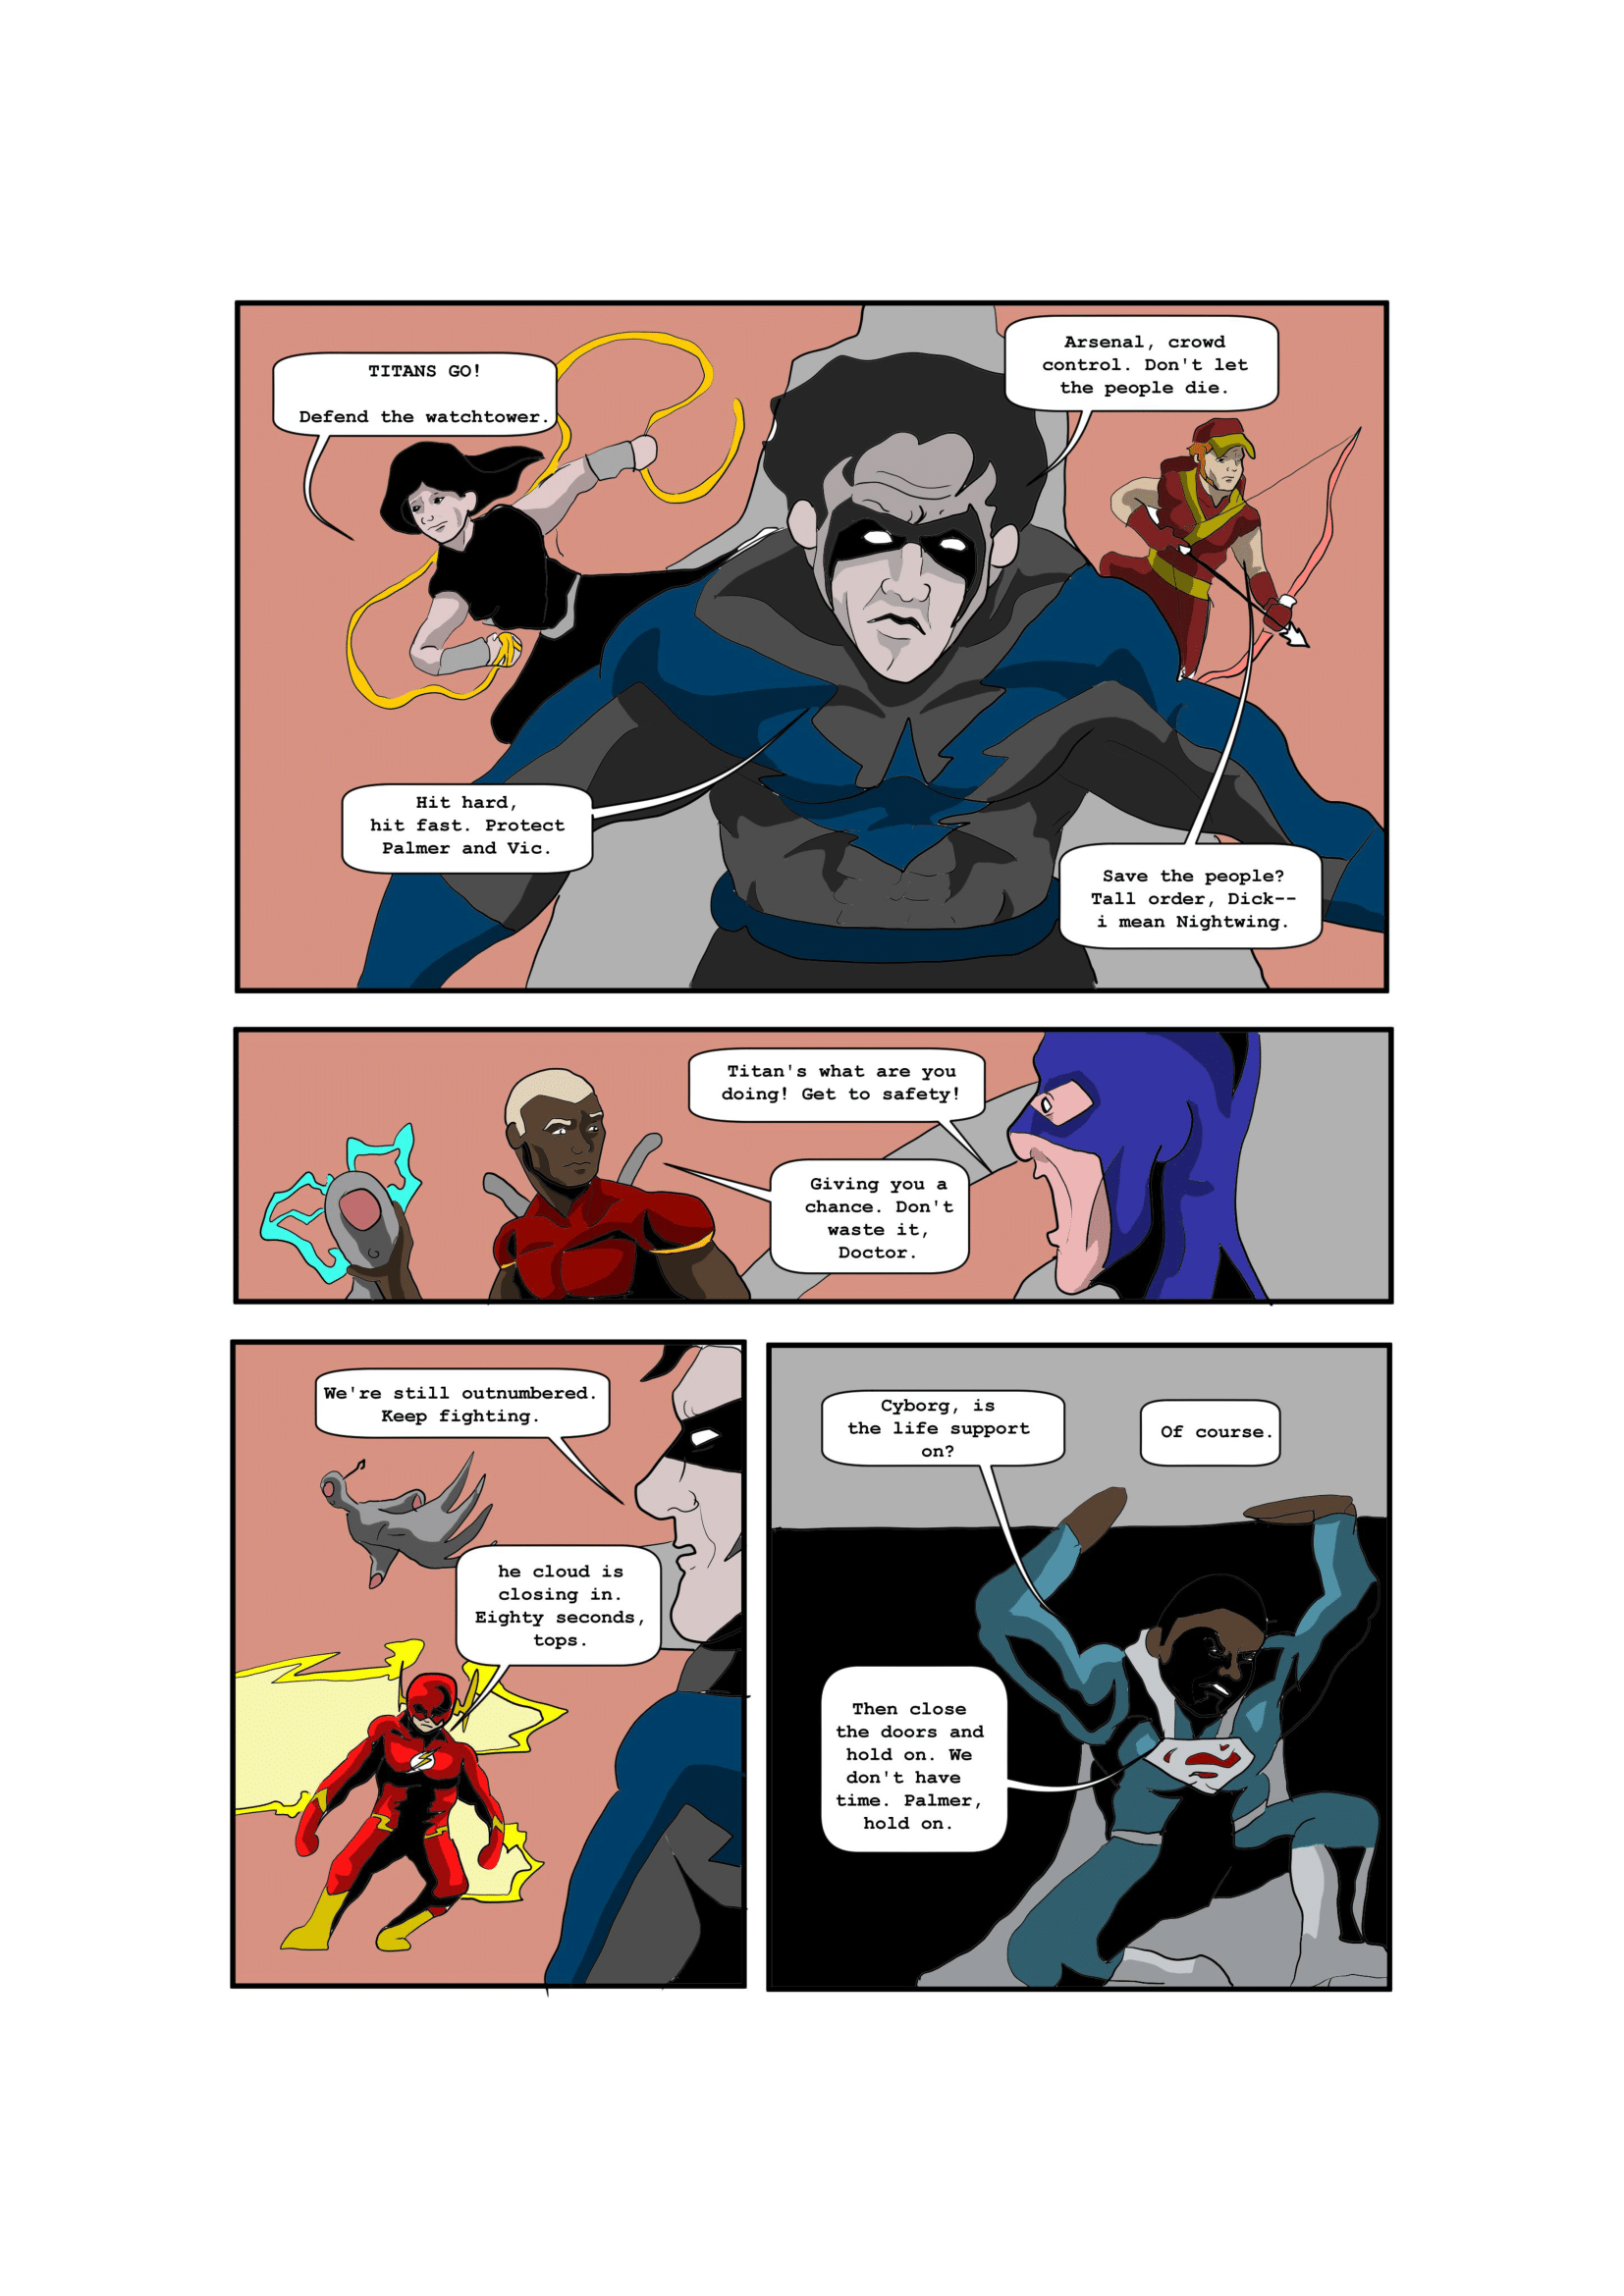 TITANS GO!
Defend the watchtower.
Arsenal, crowd
control. Don't let
the people die.
Hit hard,
hit fast. Protect
Palmer and Vic.
Save the people?
Tall order, Dick--
i mean Nightwing.
Titan's what are you
doing! Get to safety!
Giving you a
chance. Don't
waste it,
Doctor.
We're still outnumbered.
Keep fighting.
he cloud is
closing in.
Eighty seconds,
tops.
Cyborg, is
the life support
on?
Of course.
Then close
the doors and
hold on. We
don't have
time. Palmer,
hold on.